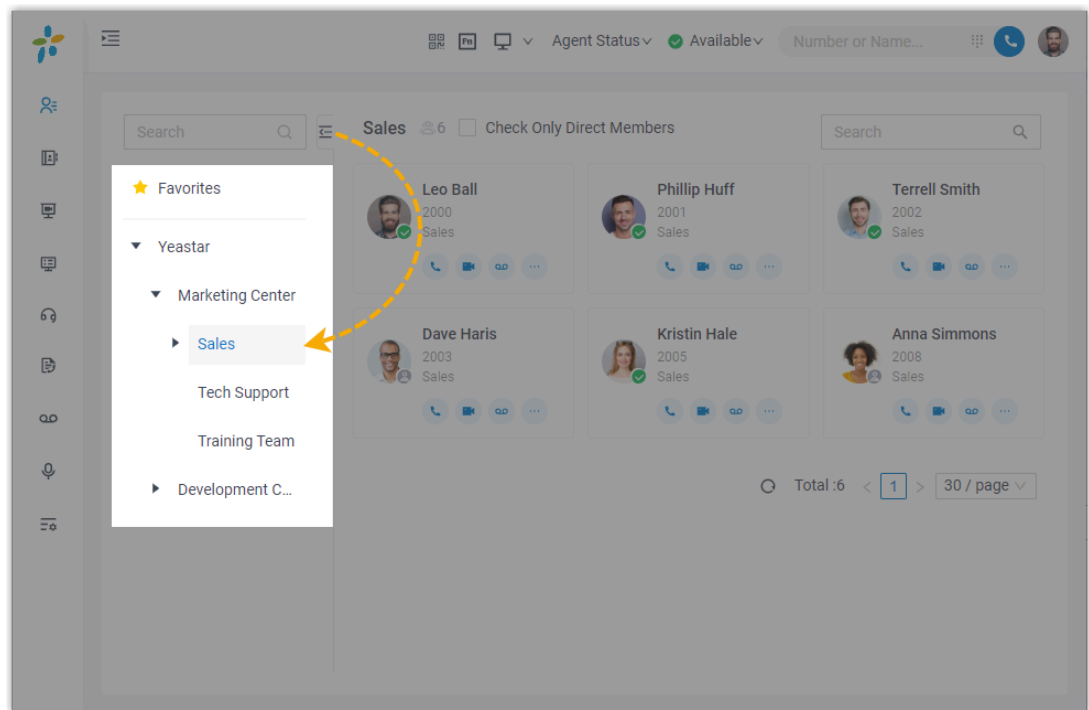 Fn Agent Status Available Number or Name...
Search
Sales 6 Check Only Direct Members
Search
Favorites
Yeastar
Marketing Center
Sales
Tech Support
Training Team
Development C...
Leo Ball
2000
Sales
Phillip Huff
2001
Sales
Terrell Smith
2002
Sales
Dave Haris
2003
Sales
Kristin Hale
2005
Sales
Anna Simmons
2008
Sales
Total :6 < 1 > 30 / page